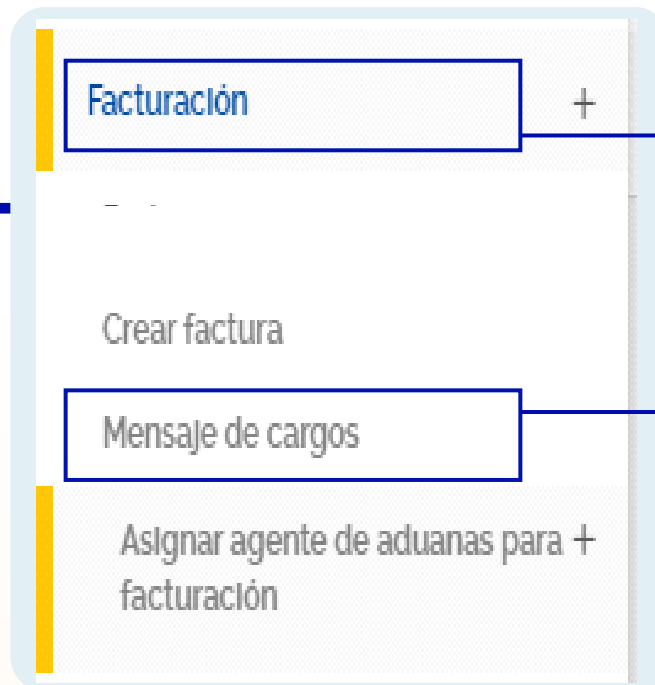 Facturación +
Crear factura
Mensaje de cargos
Asignar agente de aduanas para +
facturación